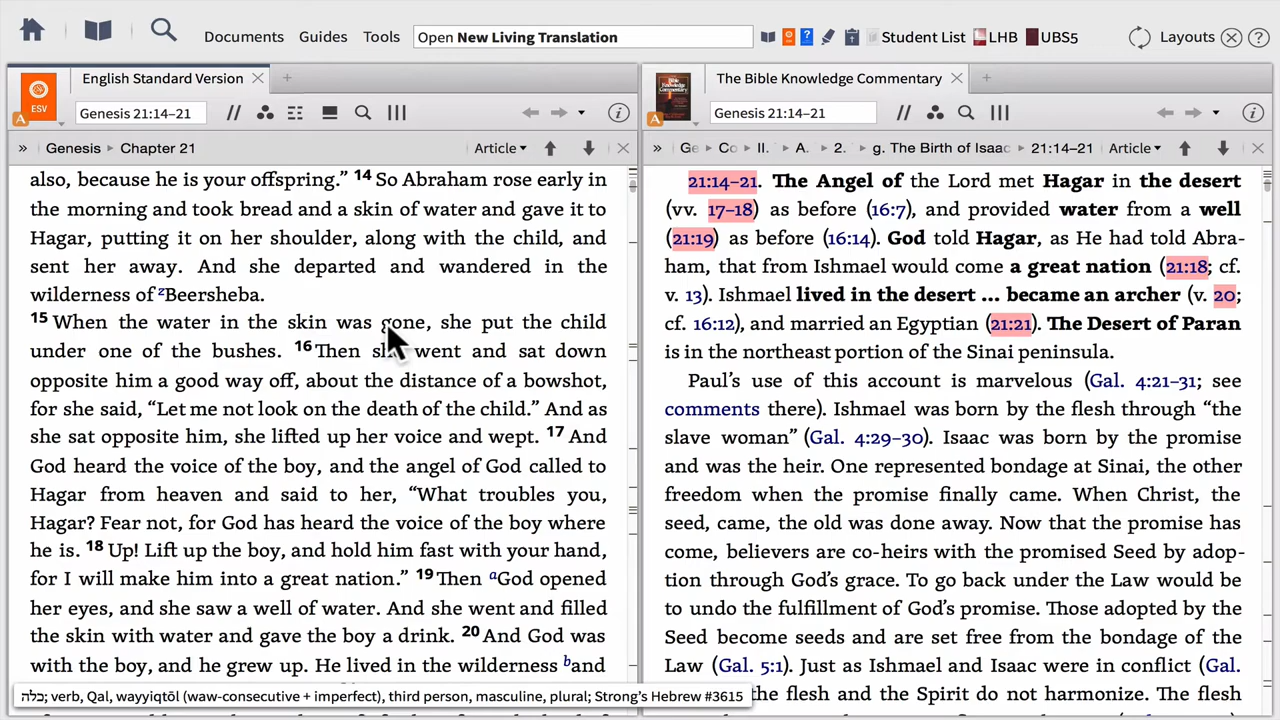 Documents Guides Tools Open New Living Translation Student List LHB UBS5 Layouts
English Standard Version
ESV
A
Genesis 21:14–21
» Genesis ▸ Chapter 21 Article
also, because he is your offspring.” 14 So Abraham rose early in
the morning and took bread and a skin of water and gave it to
Hagar, putting it on her shoulder, along with the child, and
sent her away. And she departed and wandered in the
wilderness of zBeersheba.
15 When the water in the skin was gone, she put the child
under one of the bushes. 16 Then she went and sat down
opposite him a good way off, about the distance of a bowshot,
for she said, “Let me not look on the death of the child.” And as
she sat opposite him, she lifted up her voice and wept. 17 And
God heard the voice of the boy, and the angel of God called to
Hagar from heaven and said to her, “What troubles you,
Hagar? Fear not, for God has heard the voice of the boy where
he is. 18 Up! Lift up the boy, and hold him fast with your hand,
for I will make him into a great nation.” 19 Then aGod opened
her eyes, and she saw a well of water. And she went and filled
the skin with water and gave the boy a drink. 20 And God was
with the boy, and he grew up. He lived in the wilderness band
כלה; verb, Qal, wayyiqtōl (waw-consecutive + imperfect), third person, masculine, plural; Strong’s Hebrew #3615
The Bible Knowledge Commentary
A
Genesis 21:14–21
» Ge ▸ Co ▸ II. ▸ A. ▸ 2. ▸ g. The Birth of Isaac ▸ 21:14–21 Article
21:14–21. The Angel of the Lord met Hagar in the desert
(vv. 17–18) as before (16:7), and provided water from a well
(21:19) as before (16:14). God told Hagar, as He had told Abra-
ham, that from Ishmael would come a great nation (21:18; cf.
v. 13). Ishmael lived in the desert ... became an archer (v. 20;
cf. 16:12), and married an Egyptian (21:21). The Desert of Paran
is in the northeast portion of the Sinai peninsula.
Paul’s use of this account is marvelous (Gal. 4:21–31; see
comments there). Ishmael was born by the flesh through “the
slave woman” (Gal. 4:29–30). Isaac was born by the promise
and was the heir. One represented bondage at Sinai, the other
freedom when the promise finally came. When Christ, the
seed, came, the old was done away. Now that the promise has
come, believers are co-heirs with the promised Seed by adop-
tion through God’s grace. To go back under the Law would be
to undo the fulfillment of God’s promise. Those adopted by the
Seed become seeds and are set free from the bondage of the
Law (Gal. 5:1). Just as Ishmael and Isaac were in conflict (Gal.
the flesh and the Spirit do not harmonize. The flesh